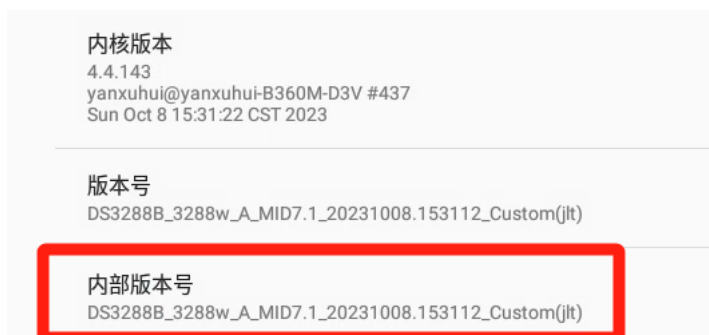 内核版本
4.4.143
yanxuhui@yanxuhui-B360M-D3V #437
Sun Oct 8 15:31:22 CST 2023
版本号
DS3288B_3288w_A_MID7.1_20231008.153112_Custom(jlt)
内部版本号
DS3288B_3288w_A_MID7.1_20231008.153112_Custom(jlt)